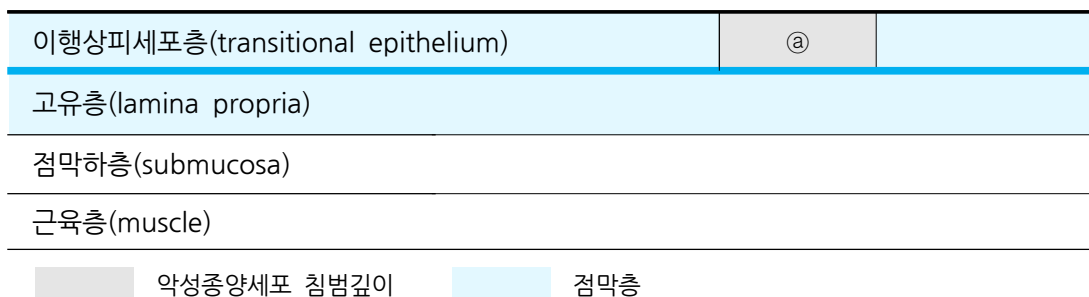 이행상피세포층(transitional epithelium) ⓐ
고유층(lamina propria)
점막하층(submucosa)
근육층(muscle)
악성종양세포 침범깊이 점막층